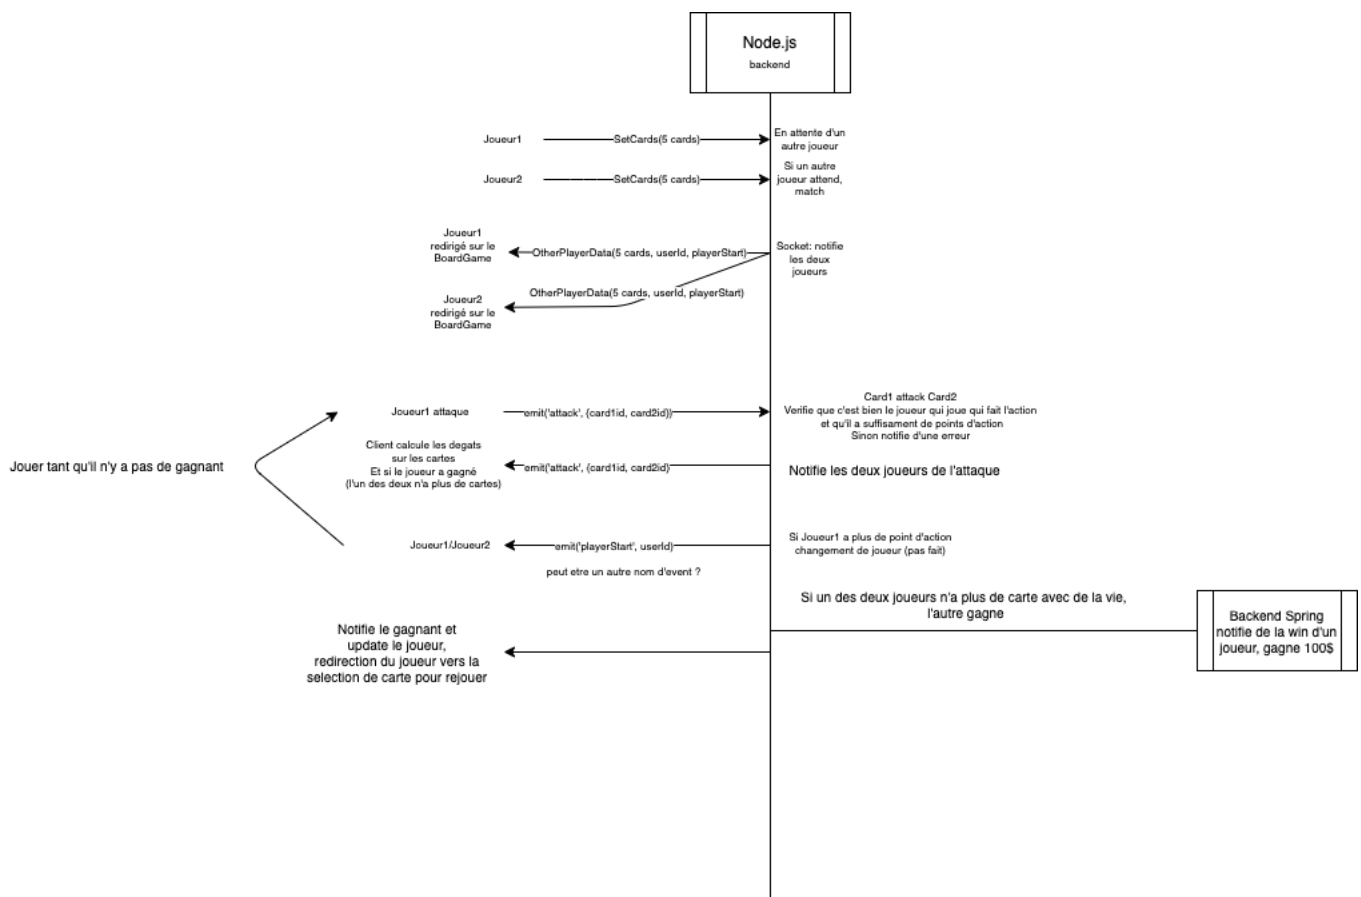 Node.js
backend
Joueur1
SetCards(5 cards)
En attente d'un
autre joueur
Joueur2
SetCards(5 cards)
Si un autre
joueur attend,
match
Joueur1
redirigé sur le
BoardGame
OtherPlayerData(5 cards, userId, playerStart)
Socket: notifie
les deux
joueurs
Joueur2
redirigé sur le
BoardGame
OtherPlayerData(5 cards, userId, playerStart)
Joueur1 attaque
emit('attack', {card1id, card2id})
Card1 attack Card2
Verifie que c'est bien le joueur qui joue qui fait l'action
et qu'il a suffisament de points d'action
Sinon notifie d'une erreur
Jouer tant qu'il n'y a pas de gagnant
Client calcule les degats
sur les cartes
Et si le joueur a gagné
(l'un des deux n'a plus de cartes)
emit('attack', {card1id, card2id)
Notifie les deux joueurs de l'attaque
Joueur1/Joueur2
emit('playerStart', userId)
Si Joueur1 a plus de point d'action
changement de joueur (pas fait)
peut etre un autre nom d'event ?
Si un des deux joueurs n'a plus de carte avec de la vie,
l'autre gagne
Backend Spring
notifie de la win d'un
joueur, gagne 100$
Notifie le gagnant et
update le joueur,
redirection du joueur vers la
selection de carte pour rejouer